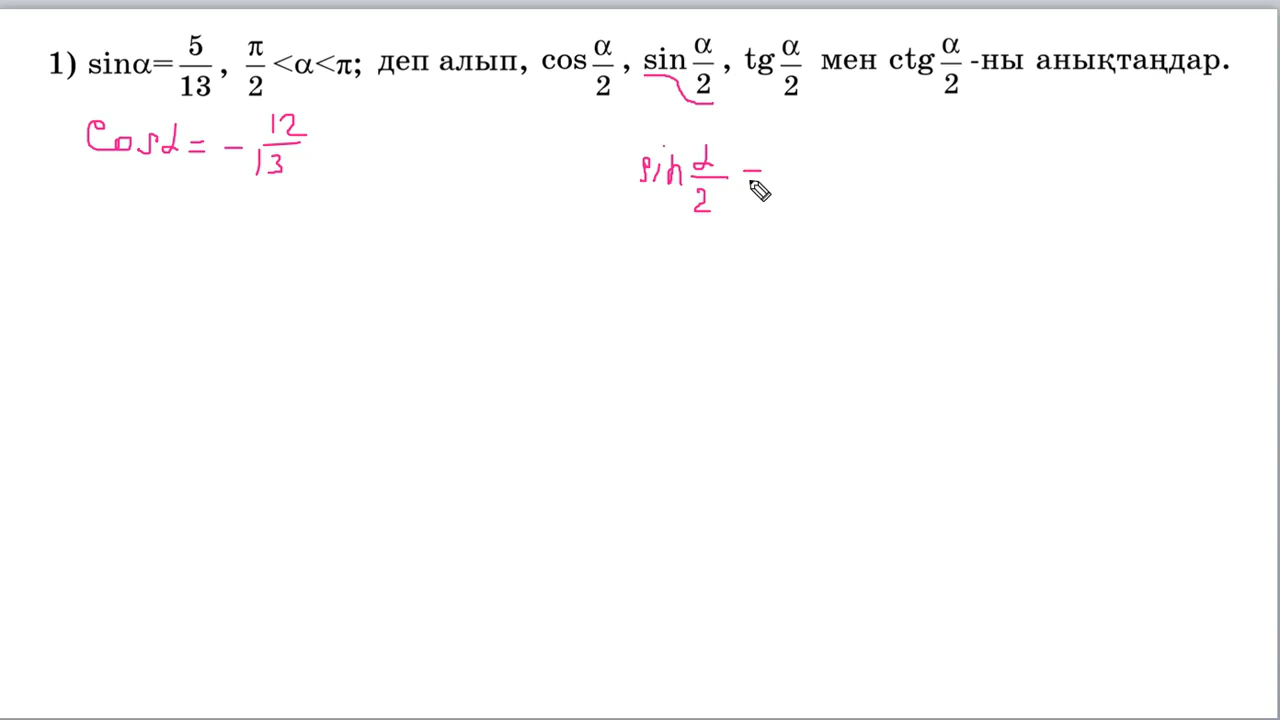 1) sinα=5/13, π/2<α<π; деп алып, cos α/2, sin α/2, tg α/2 мен ctg α/2 -ны анықтаңдар.
Cosα = - 12/13
sin α/2 =